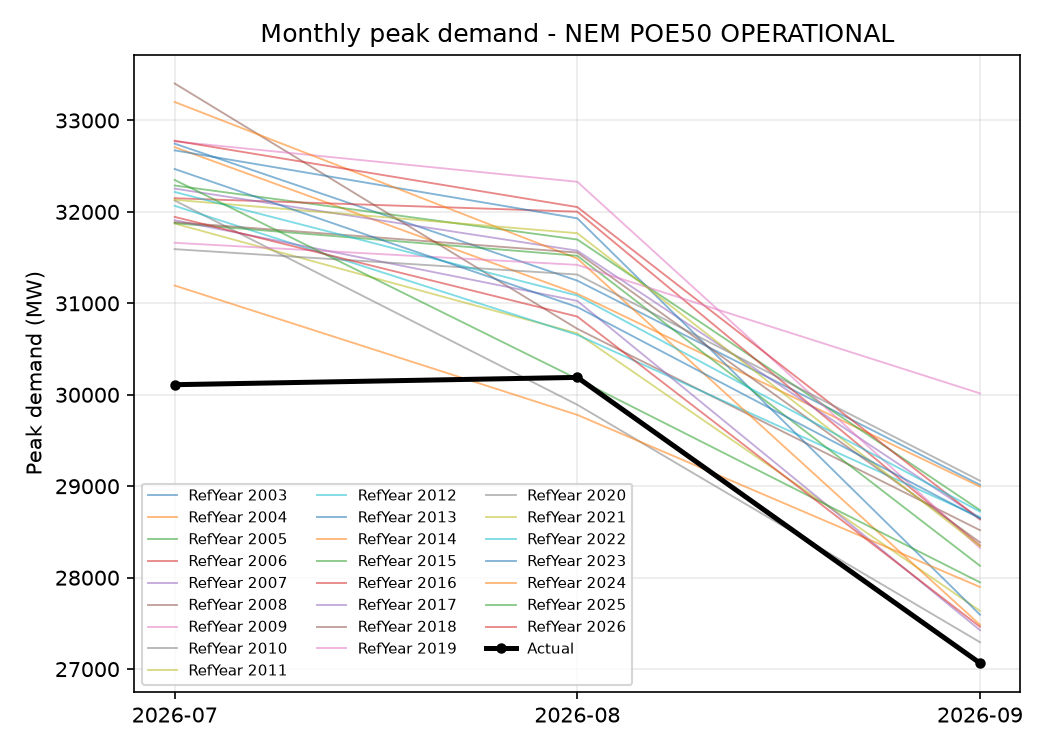 Monthly peak demand - NEM POE50 OPERATIONAL
Peak demand (MW)
33000
32000
31000
30000
29000
28000
27000
RefYear 2003
RefYear 2004
RefYear 2005
RefYear 2006
RefYear 2007
RefYear 2008
RefYear 2009
RefYear 2010
RefYear 2011
RefYear 2012
RefYear 2013
RefYear 2014
RefYear 2015
RefYear 2016
RefYear 2017
RefYear 2018
RefYear 2019
RefYear 2020
RefYear 2021
RefYear 2022
RefYear 2023
RefYear 2024
RefYear 2025
RefYear 2026
Actual
2026-07
2026-08
2026-09